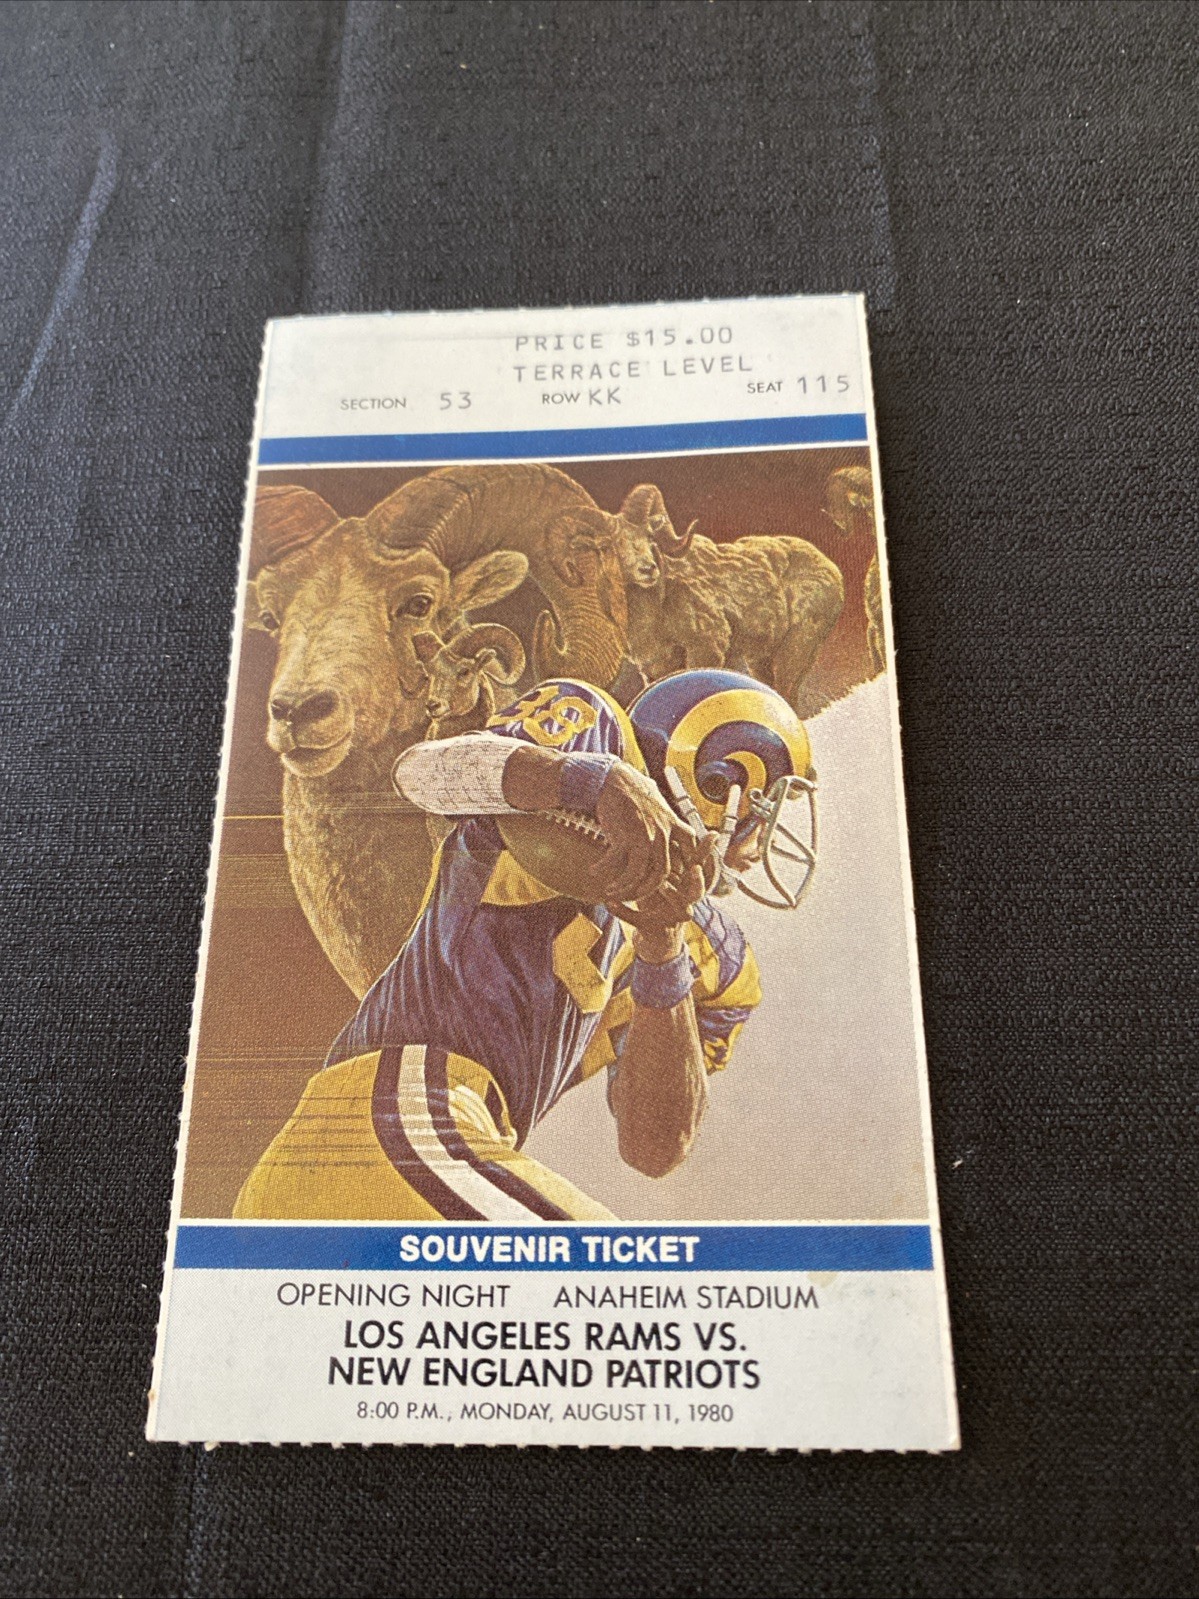 PRICE $15.00
TERRACE LEVEL
SECTION 53 ROW KK SEAT 115
38
SOUVENIR TICKET
OPENING NIGHT ANAHEIM STADIUM
LOS ANGELES RAMS VS.
NEW ENGLAND PATRIOTS
8:00 P.M., MONDAY, AUGUST 11, 1980